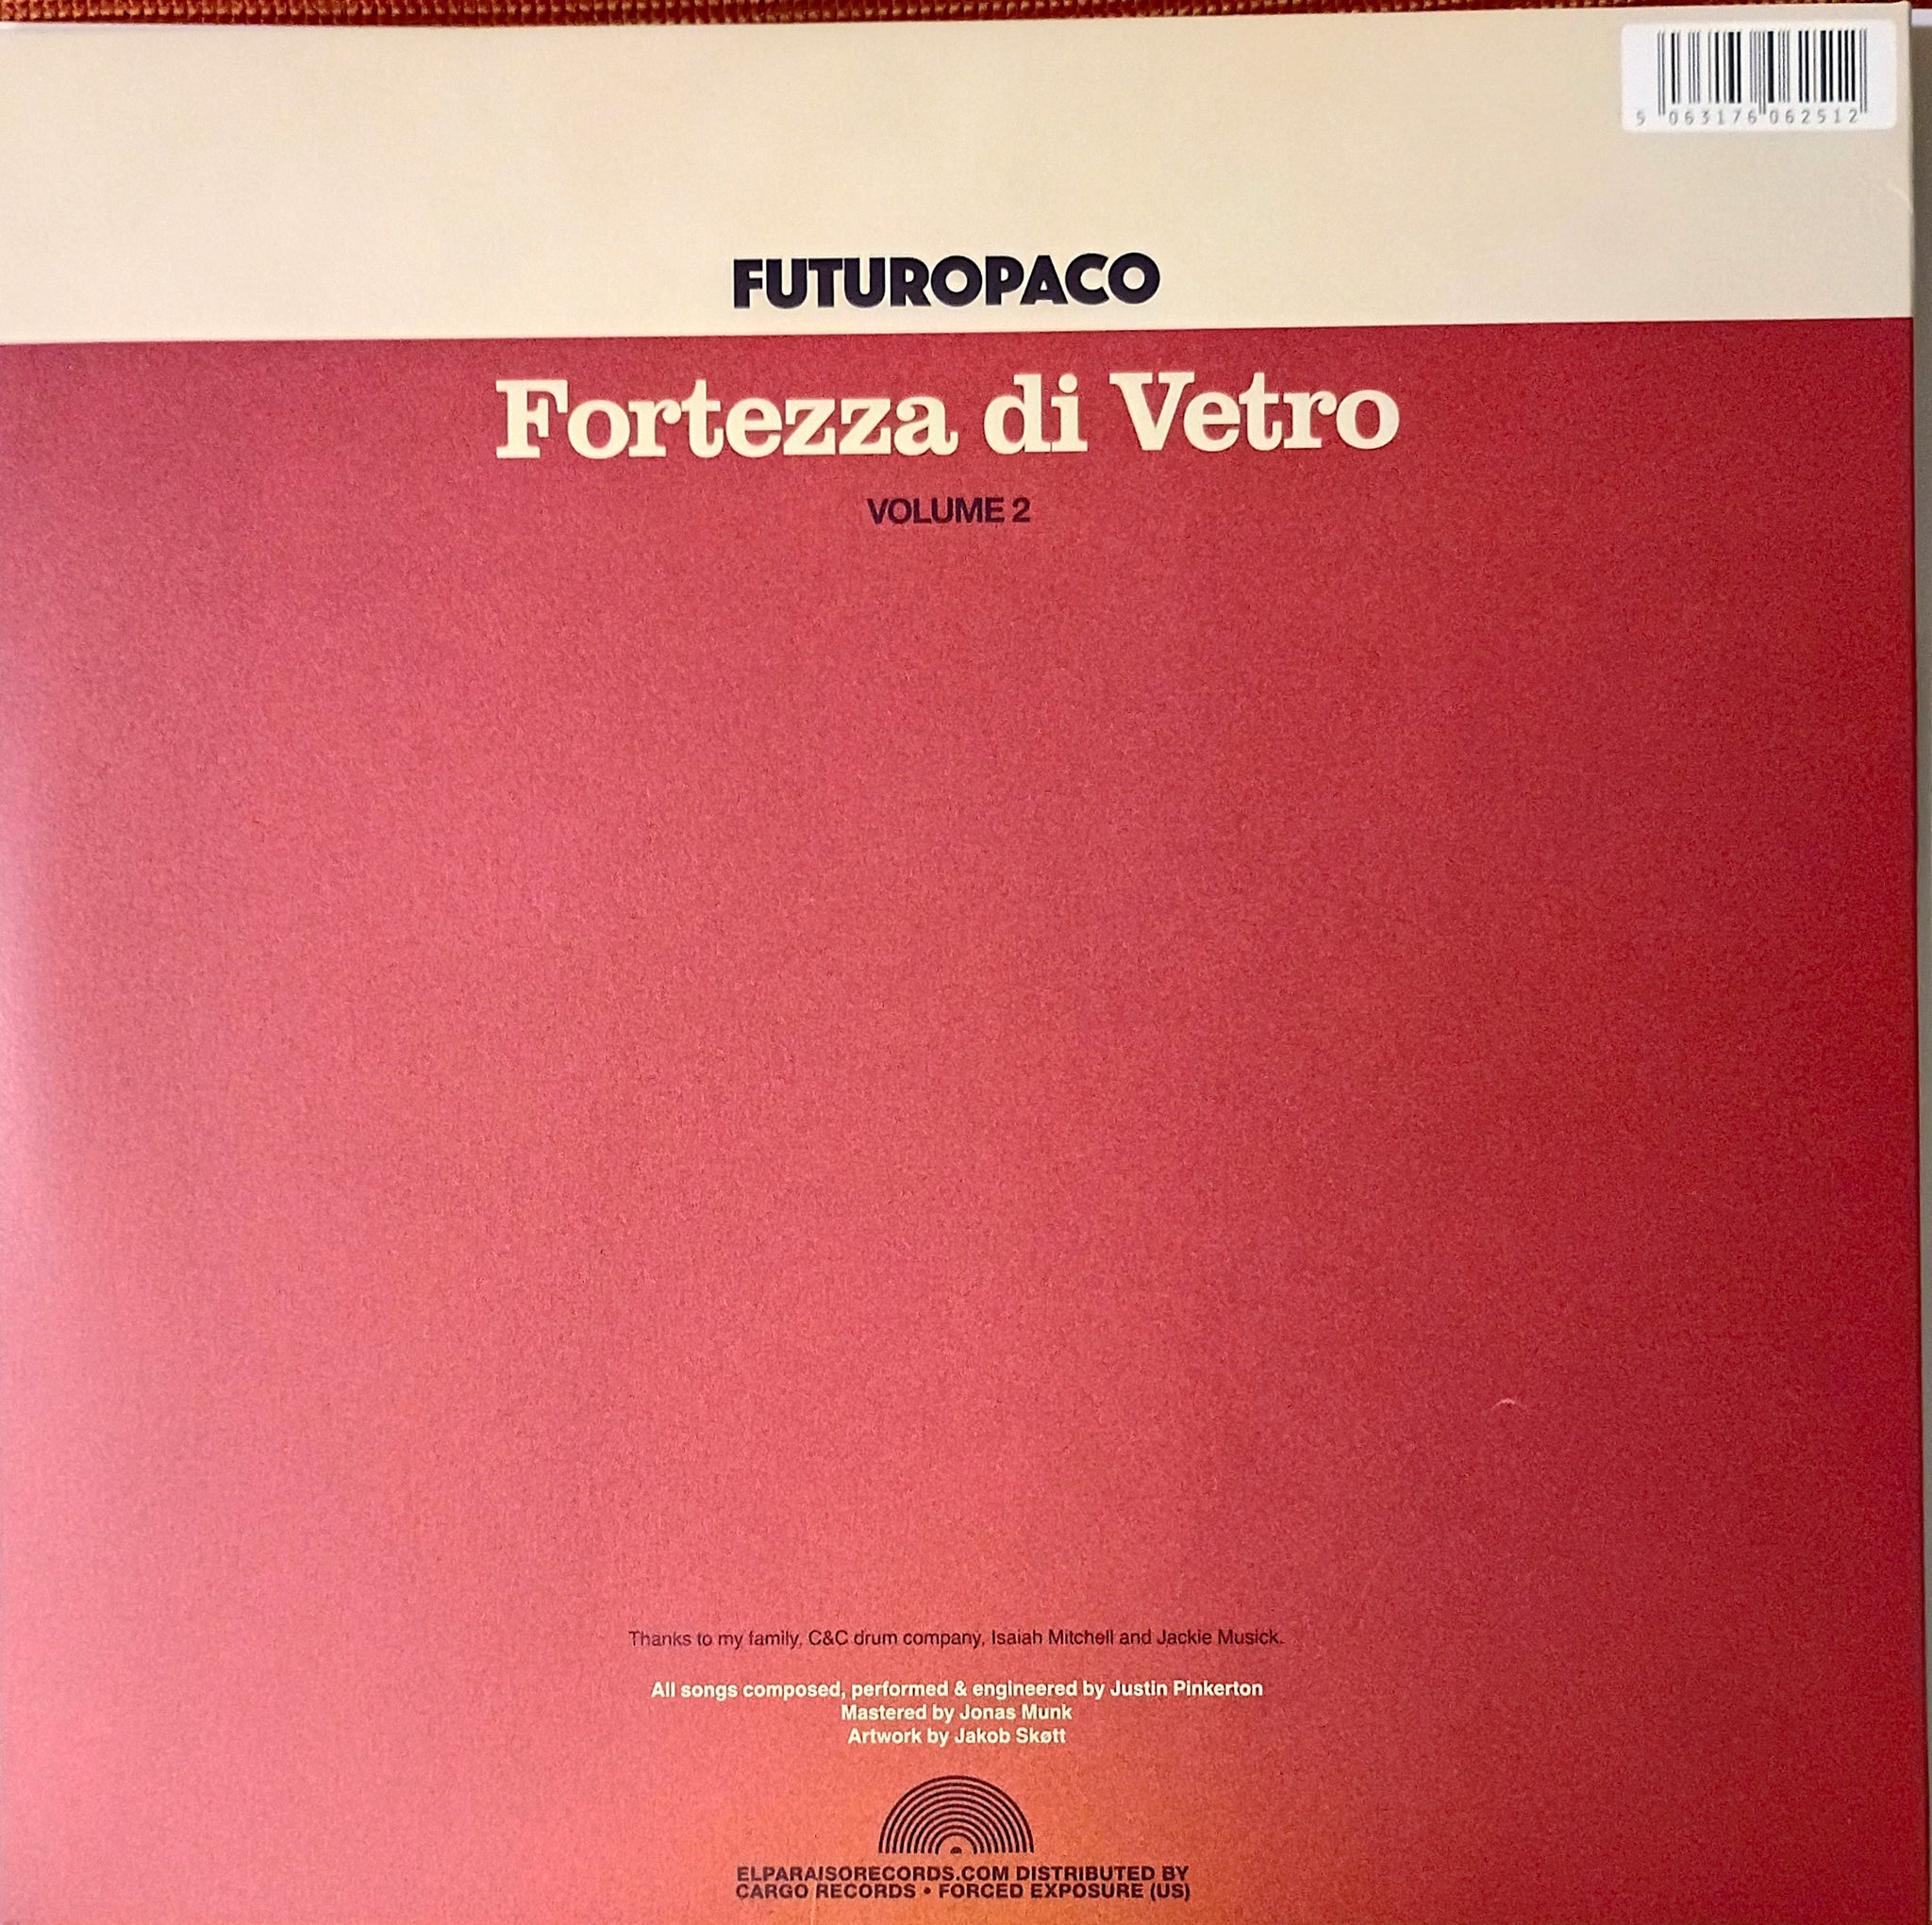 5 063176 062512
FUTUROPACO
Fortezza di Vetro
VOLUME 2
Thanks to my family, C&C drum company, Isaiah Mitchell and Jackie Musick.
All songs composed, performed & engineered by Justin Pinkerton
Mastered by Jonas Munk
Artwork by Jakob Skøtt
ELPARAISORECORDS.COM DISTRIBUTED BY
CARGO RECORDS • FORCED EXPOSURE (US)